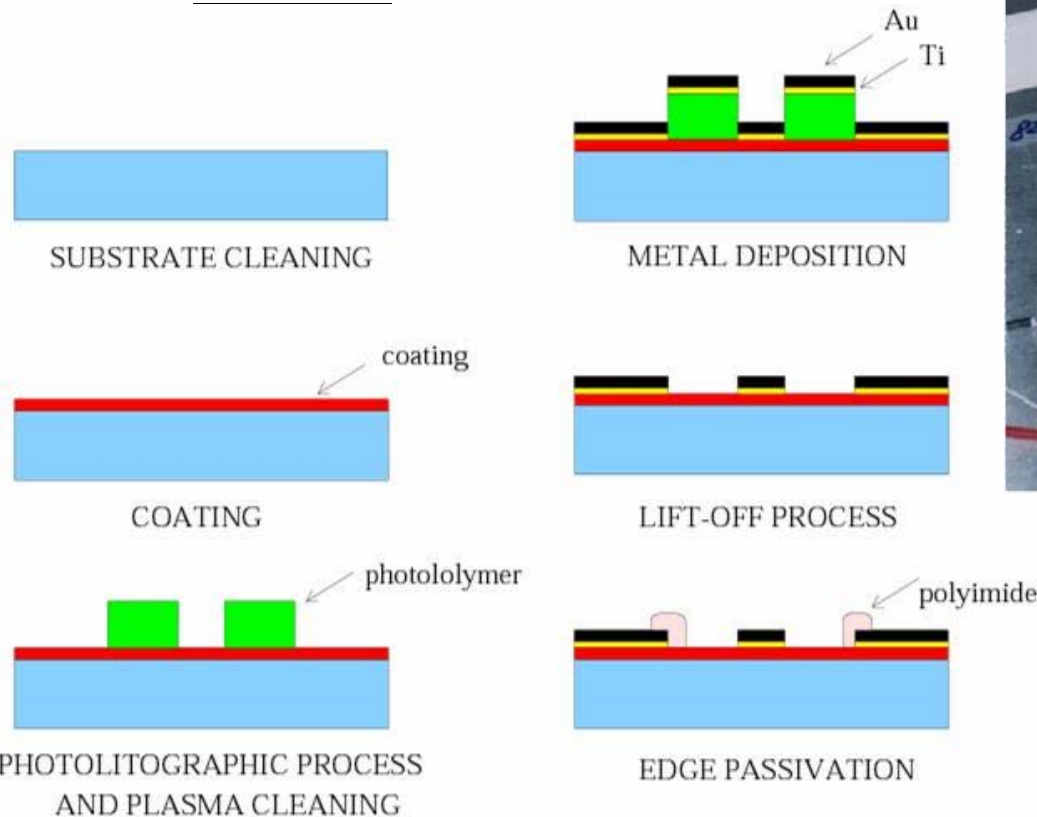 SUBSTRATE CLEANING
coating
COATING
photololymer
PHOTOLITOGRAPHIC PROCESS
AND PLASMA CLEANING
Au
Ti
METAL DEPOSITION
LIFT-OFF PROCESS
polyimide
EDGE PASSIVATION